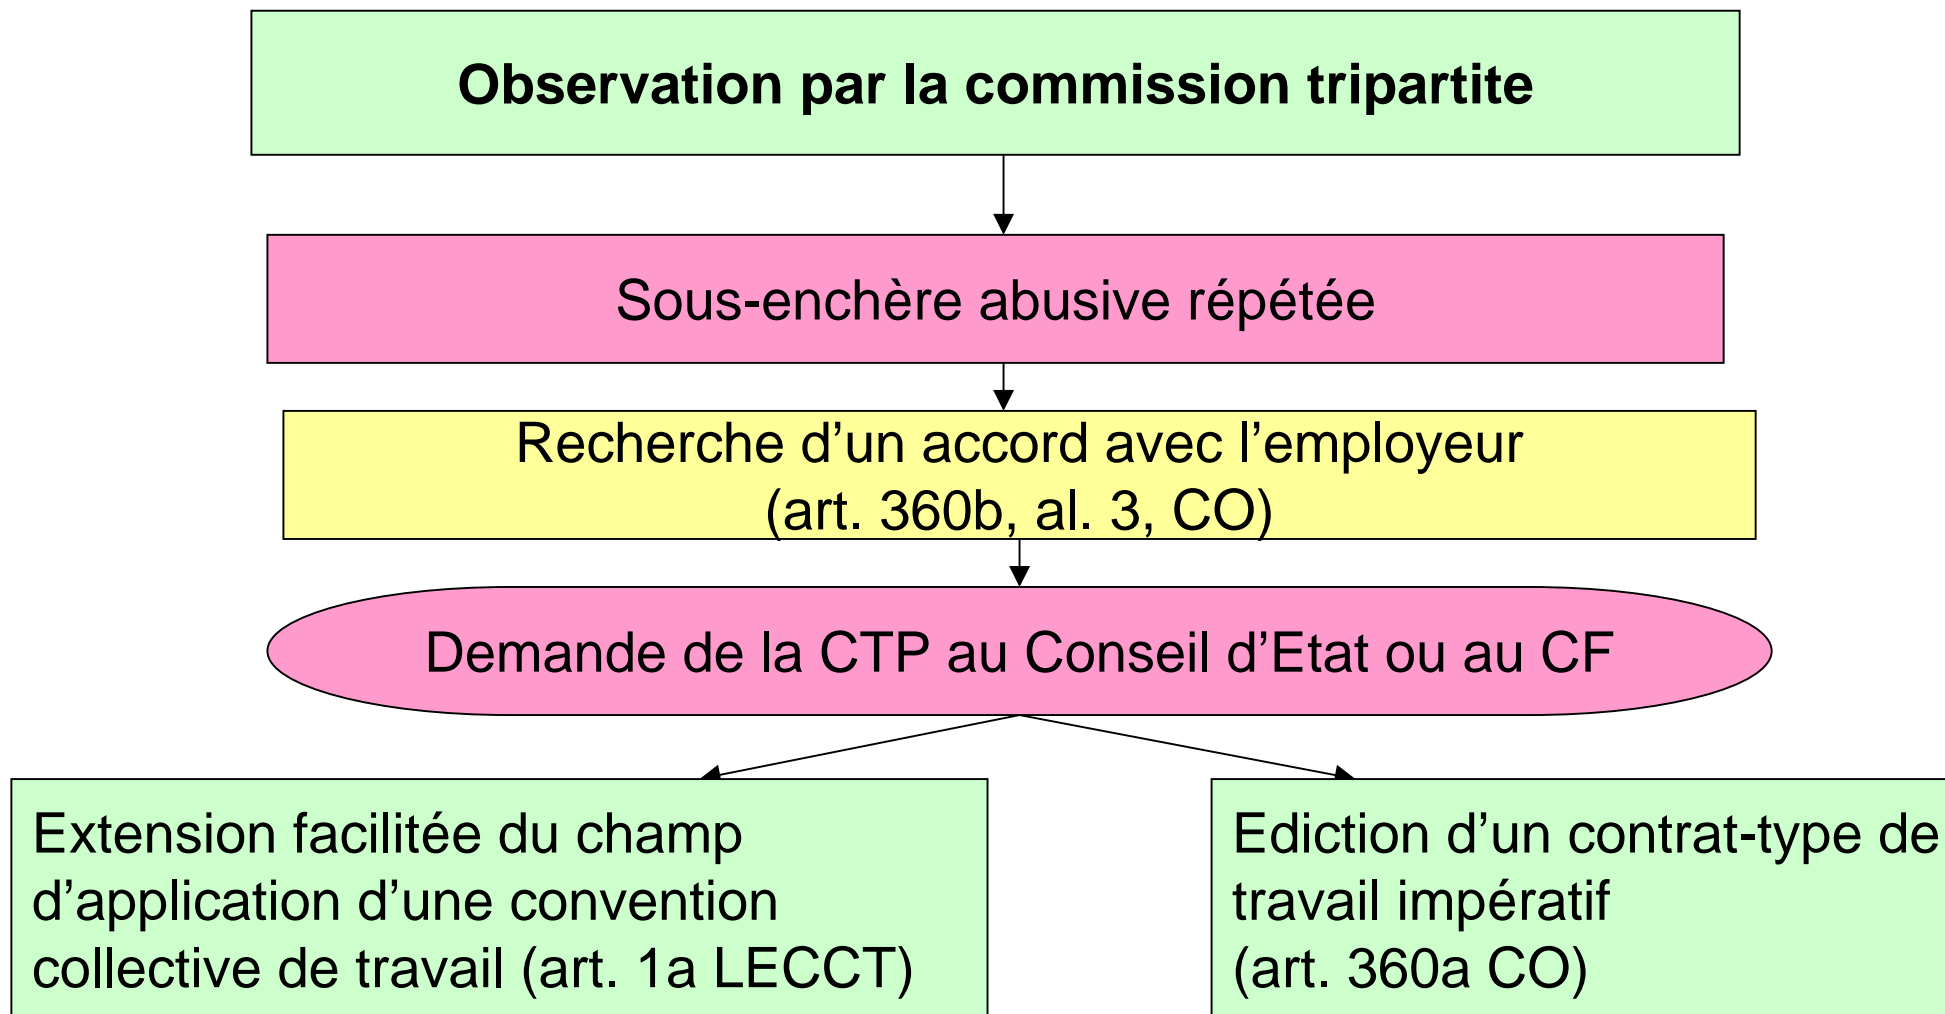 Observation par la commission tripartite
Sous-enchère abusive répétée
Recherche d’un accord avec l’employeur
(art. 360b, al. 3, CO)
Demande de la CTP au Conseil d’Etat ou au CF
Extension facilitée du champ
d’application d’une convention
collective de travail (art. 1a LECCT)
Ediction d’un contrat-type de
travail impératif
(art. 360a CO)